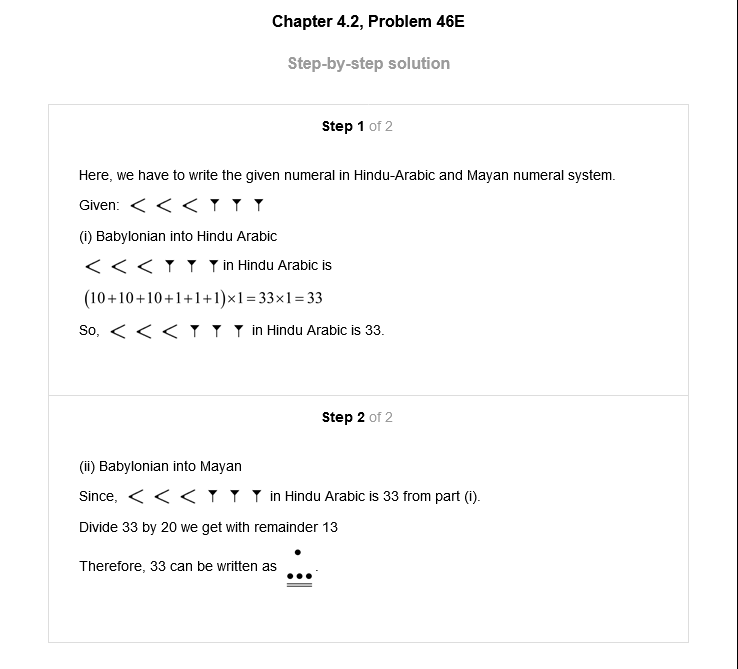 Chapter 4.2, Problem 46E
Step-by-step solution
Step 1 of 2
Here, we have to write the given numeral in Hindu-Arabic and Mayan numeral system.
Given: < < < 𒁹 𒁹 𒁹
(i) Babylonian into Hindu Arabic
< < < 𒁹 𒁹 𒁹 in Hindu Arabic is
(10+10+10+1+1+1)×1=33×1=33
So, < < < 𒁹 𒁹 𒁹 in Hindu Arabic is 33.
Step 2 of 2
(ii) Babylonian into Mayan
Since, < < < 𒁹 𒁹 𒁹 in Hindu Arabic is 33 from part (i).
Divide 33 by 20 we get with remainder 13
•
Therefore, 33 can be written as •••.